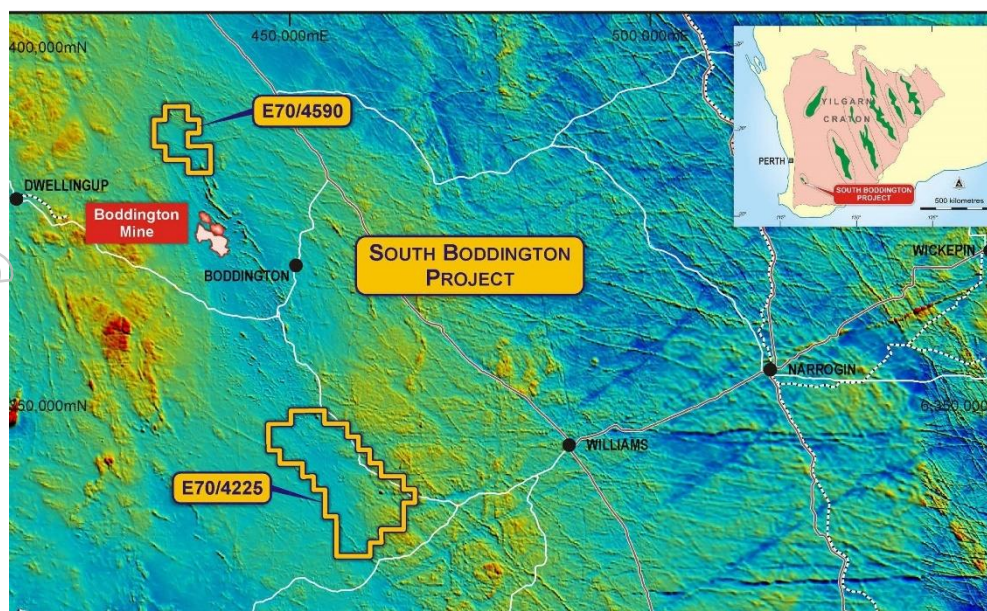 400,000mN
450,000mE
500,000mE
E70/4590
YILGARN
CRATON
PERTH
SOUTH BODDINGTON
PROJECT
500 kilometres
DWELLINGUP
Boddington
Mine
BODDINGTON
SOUTH BODDINGTON
PROJECT
WICKEPIN
NARROGIN
350,000mN
6,350,000mN
WILLIAMS
E70/4225